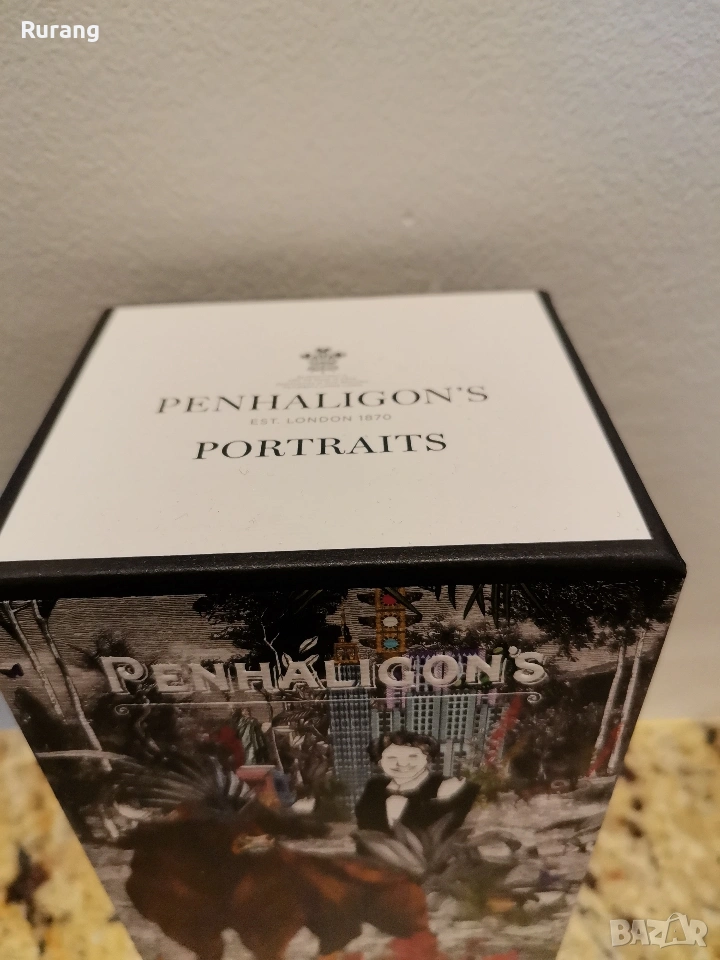 Rurang
PENHALIGON'S
EST. LONDON 1870
PORTRAITS
PENHALIGON'S
BAZAR